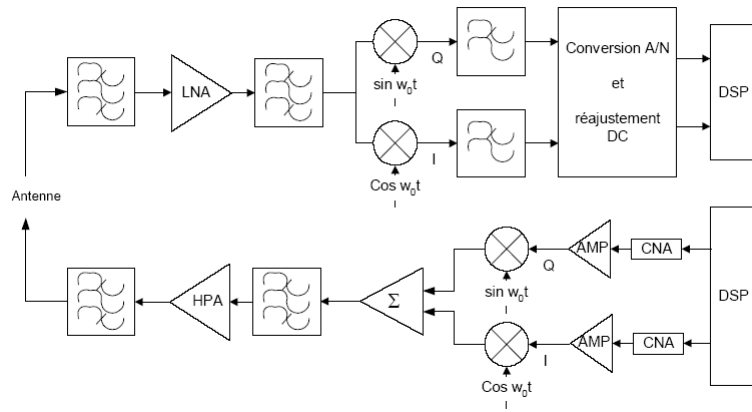 LNA
sin w₀t
Q
Cos w₀t
I
Conversion A/N
et
réajustement
DC
DSP
Antenne
HPA
Σ
sin w₀t
Q
AMP
CNA
Cos w₀t
I
AMP
CNA
DSP